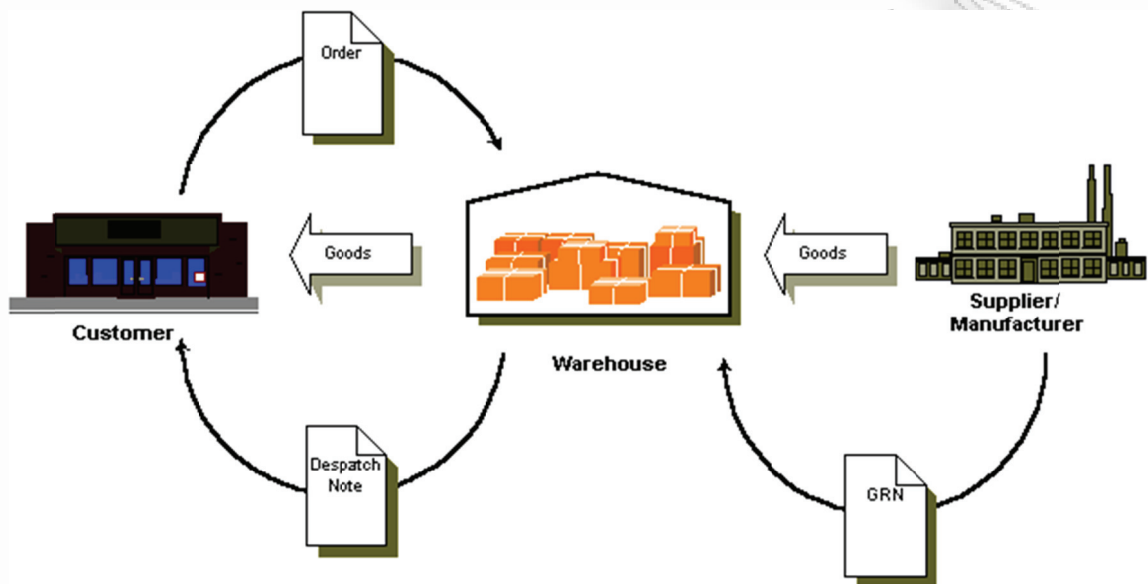 Order
Goods
Goods
Customer
Warehouse
Supplier/
Manufacturer
Despatch
Note
GRN